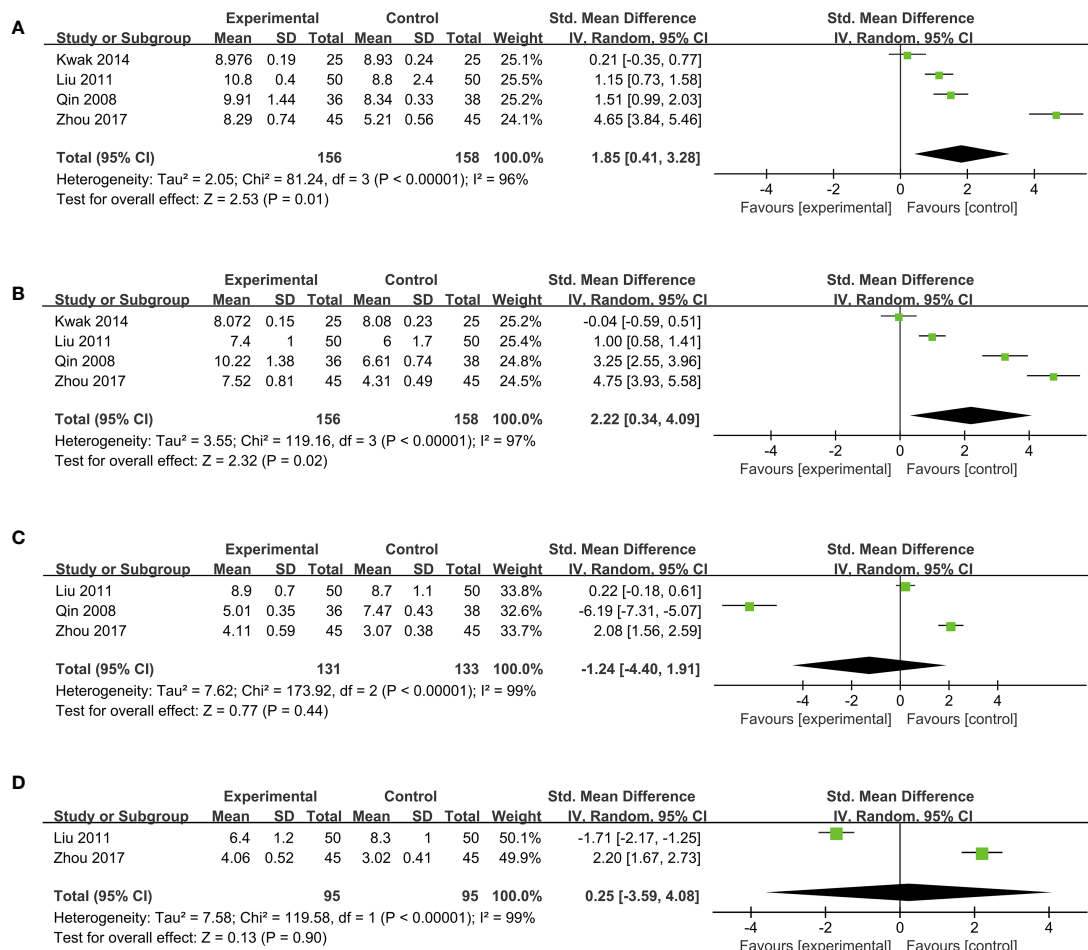 A
Experimental Control Std. Mean Difference Std. Mean Difference
Study or Subgroup Mean SD Total Mean SD Total Weight IV, Random, 95% CI IV, Random, 95% CI
Kwak 2014 8.976 0.19 25 8.93 0.24 25 25.1% 0.21 [-0.35, 0.77]
Liu 2011 10.8 0.4 50 8.8 2.4 50 25.5% 1.15 [0.73, 1.58]
Qin 2008 9.91 1.44 36 8.34 0.33 38 25.2% 1.51 [0.99, 2.03]
Zhou 2017 8.29 0.74 45 5.21 0.56 45 24.1% 4.65 [3.84, 5.46]
Total (95% CI) 156 158 100.0% 1.85 [0.41, 3.28]
Heterogeneity: Tau² = 2.05; Chi² = 81.24, df = 3 (P < 0.00001); I² = 96%
Test for overall effect: Z = 2.53 (P = 0.01)
-4 -2 0 2 4
Favours [experimental] Favours [control]
B
Experimental Control Std. Mean Difference Std. Mean Difference
Study or Subgroup Mean SD Total Mean SD Total Weight IV, Random, 95% CI IV, Random, 95% CI
Kwak 2014 8.072 0.15 25 8.08 0.23 25 25.2% -0.04 [-0.59, 0.51]
Liu 2011 7.4 1 50 6 1.7 50 25.4% 1.00 [0.58, 1.41]
Qin 2008 10.22 1.38 36 6.61 0.74 38 24.8% 3.25 [2.55, 3.96]
Zhou 2017 7.52 0.81 45 4.31 0.49 45 24.5% 4.75 [3.93, 5.58]
Total (95% CI) 156 158 100.0% 2.22 [0.34, 4.09]
Heterogeneity: Tau² = 3.55; Chi² = 119.16, df = 3 (P < 0.00001); I² = 97%
Test for overall effect: Z = 2.32 (P = 0.02)
-4 -2 0 2 4
Favours [experimental] Favours [control]
C
Experimental Control Std. Mean Difference Std. Mean Difference
Study or Subgroup Mean SD Total Mean SD Total Weight IV, Random, 95% CI IV, Random, 95% CI
Liu 2011 8.9 0.7 50 8.7 1.1 50 33.8% 0.22 [-0.18, 0.61]
Qin 2008 5.01 0.35 36 7.47 0.43 38 32.6% -6.19 [-7.31, -5.07]
Zhou 2017 4.11 0.59 45 3.07 0.38 45 33.7% 2.08 [1.56, 2.59]
Total (95% CI) 131 133 100.0% -1.24 [-4.40, 1.91]
Heterogeneity: Tau² = 7.62; Chi² = 173.92, df = 2 (P < 0.00001); I² = 99%
Test for overall effect: Z = 0.77 (P = 0.44)
-4 -2 0 2 4
Favours [experimental] Favours [control]
D
Experimental Control Std. Mean Difference Std. Mean Difference
Study or Subgroup Mean SD Total Mean SD Total Weight IV, Random, 95% CI IV, Random, 95% CI
Liu 2011 6.4 1.2 50 8.3 1 50 50.1% -1.71 [-2.17, -1.25]
Zhou 2017 4.06 0.52 45 3.02 0.41 45 49.9% 2.20 [1.67, 2.73]
Total (95% CI) 95 95 100.0% 0.25 [-3.59, 4.08]
Heterogeneity: Tau² = 7.58; Chi² = 119.58, df = 1 (P < 0.00001); I² = 99%
Test for overall effect: Z = 0.13 (P = 0.90)
-4 -2 0 2 4
Favours [experimental] Favours [control]